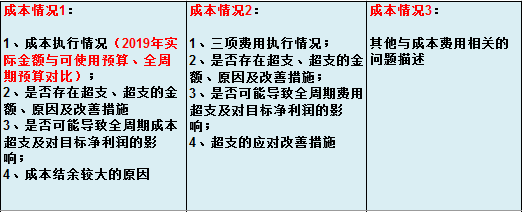 成本情况1：
1、成本执行情况（2019年实
际金额与可使用预算、全周
期预算对比）；
2、是否存在超支、超支的金
额、原因及改善措施
3、是否可能导致全周期成本
超支及对目标净利润的影
响；
4、成本结余较大的原因
成本情况2：
1、三项费用执行情况；
2、是否存在超支、超支的金
额、原因及改善措施；
3、是否可能导致全周期费用
超支及对目标净利润的影
响；
4、超支的应对改善措施
成本情况3：
其他与成本费用相关的
问题描述